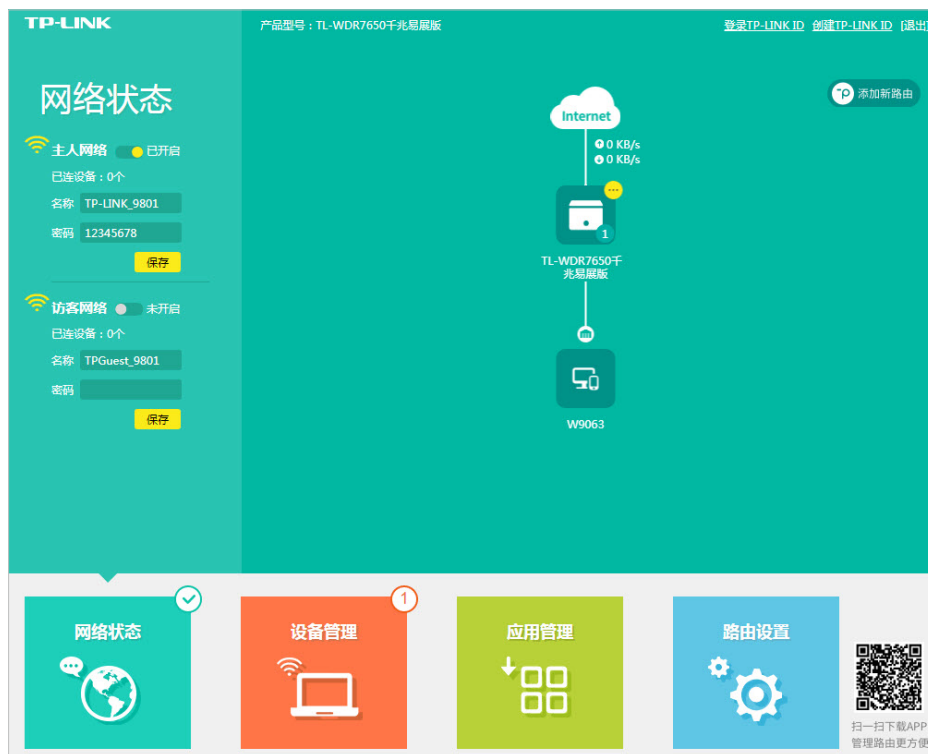 TP-LINK
产品型号：TL-WDR7650千兆易展版
登录TP-LINK ID 创建TP-LINK ID [退出]
网络状态
主人网络 已开启
已连设备：0个
名称 TP-LINK_9801
密码 12345678
保存
访客网络 未开启
已连设备：0个
名称 TPGuest_9801
密码
保存
添加新路由
Internet
0 KB/s
0 KB/s
1
TL-WDR7650千
兆易展版
W9063
网络状态
设备管理
1
应用管理
路由设置
扫一扫下载APP
管理路由更方便